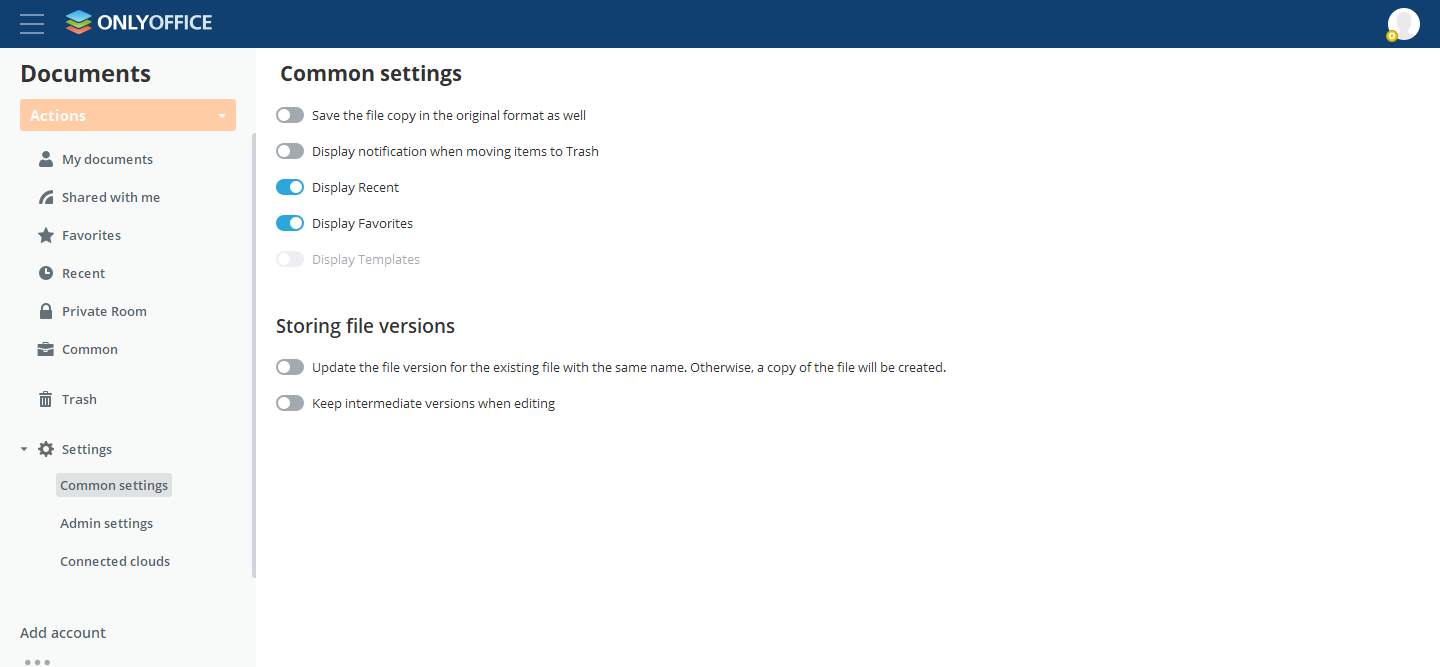 ONLYOFFICE
Documents
Actions
My documents
Shared with me
Favorites
Recent
Private Room
Common
Trash
Settings
Common settings
Admin settings
Connected clouds
Add account
Common settings
Save the file copy in the original format as well
Display notification when moving items to Trash
Display Recent
Display Favorites
Display Templates
Storing file versions
Update the file version for the existing file with the same name. Otherwise, a copy of the file will be created.
Keep intermediate versions when editing